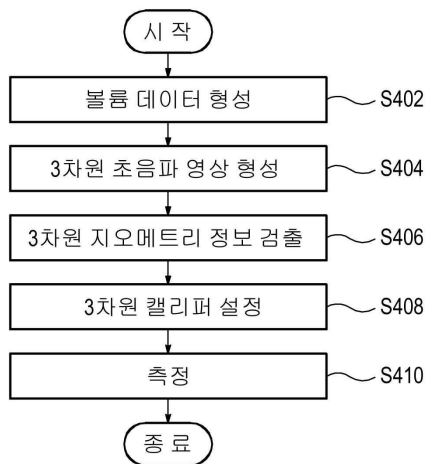 시 작
볼륨 데이터 형성 S402
3차원 초음파 영상 형성 S404
3차원 지오메트리 정보 검출 S406
3차원 캘리퍼 설정 S408
측정 S410
종 료